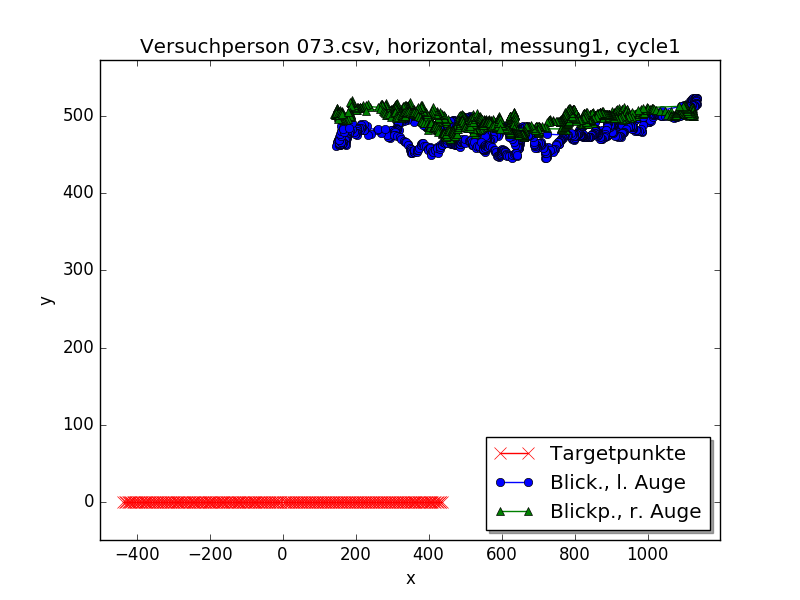 Versuchperson 073.csv, horizontal, messung1, cycle1
500
400
300
200
100
0
y
−400 −200 0 200 400 600 800 1000
x
Targetpunkte
Blick., l. Auge
Blickp., r. Auge